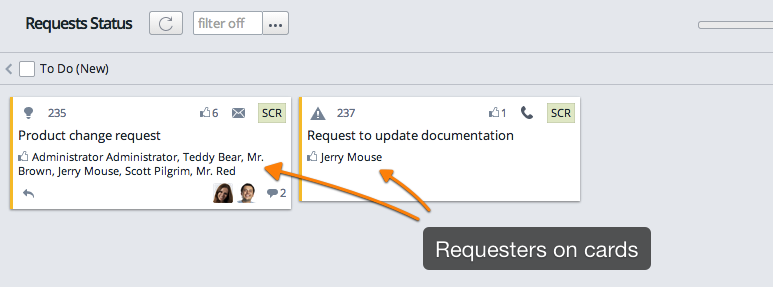 Requests Status
filter off
...
To Do (New)
235
6
SCR
Product change request
Administrator Administrator, Teddy Bear, Mr.
Brown, Jerry Mouse, Scott Pilgrim, Mr. Red
2
237
1
SCR
Request to update documentation
Jerry Mouse
Requesters on cards